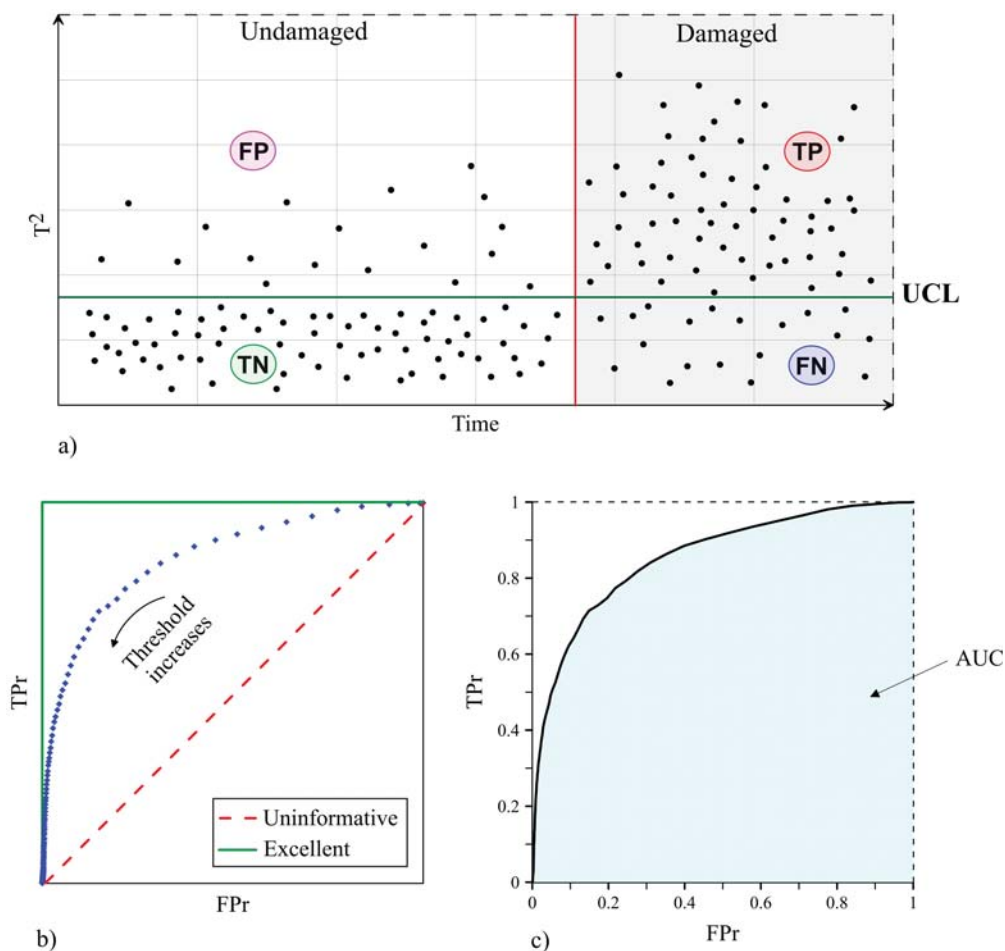 Undamaged
Damaged
FP
TP
T²
UCL
TN
FN
Time
a)
1
0.8
Threshold
increases
TPr
TPr
0.6
AUC
0.4
Uninformative
0.2
Excellent
0
0
0.2
0.4
0.6
0.8
1
FPr
FPr
b)
c)